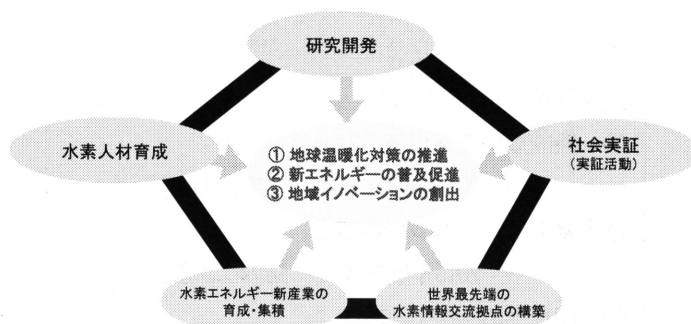 研究開発
水素人材育成
社会実証
(実証活動)
① 地球温暖化対策の推進
② 新エネルギーの普及促進
③ 地域イノベーションの創出
水素エネルギー新産業の
育成・集積
世界最先端の
水素情報交流拠点の構築